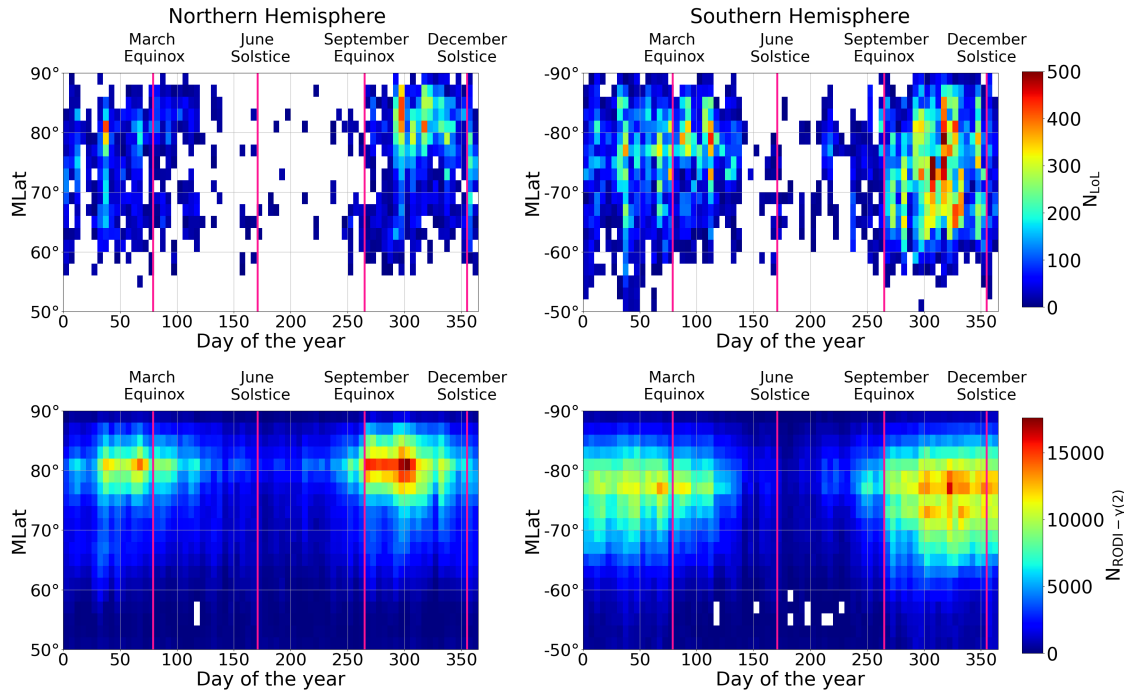 Northern Hemisphere
Southern Hemisphere
March Equinox June Solstice September Equinox December Solstice
March Equinox June Solstice September Equinox December Solstice
90°
80°
70°
60°
50°
MLat
0 50 100 150 200 250 300 350
Day of the year
-90°
-80°
-70°
-60°
-50°
MLat
0 50 100 150 200 250 300 350
Day of the year
500
400
300
200
100
0
N_LoL
March Equinox June Solstice September Equinox December Solstice
March Equinox June Solstice September Equinox December Solstice
90°
80°
70°
60°
50°
MLat
0 50 100 150 200 250 300 350
Day of the year
-90°
-80°
-70°
-60°
-50°
MLat
0 50 100 150 200 250 300 350
Day of the year
15000
10000
5000
0
N_RODI − γ(2)